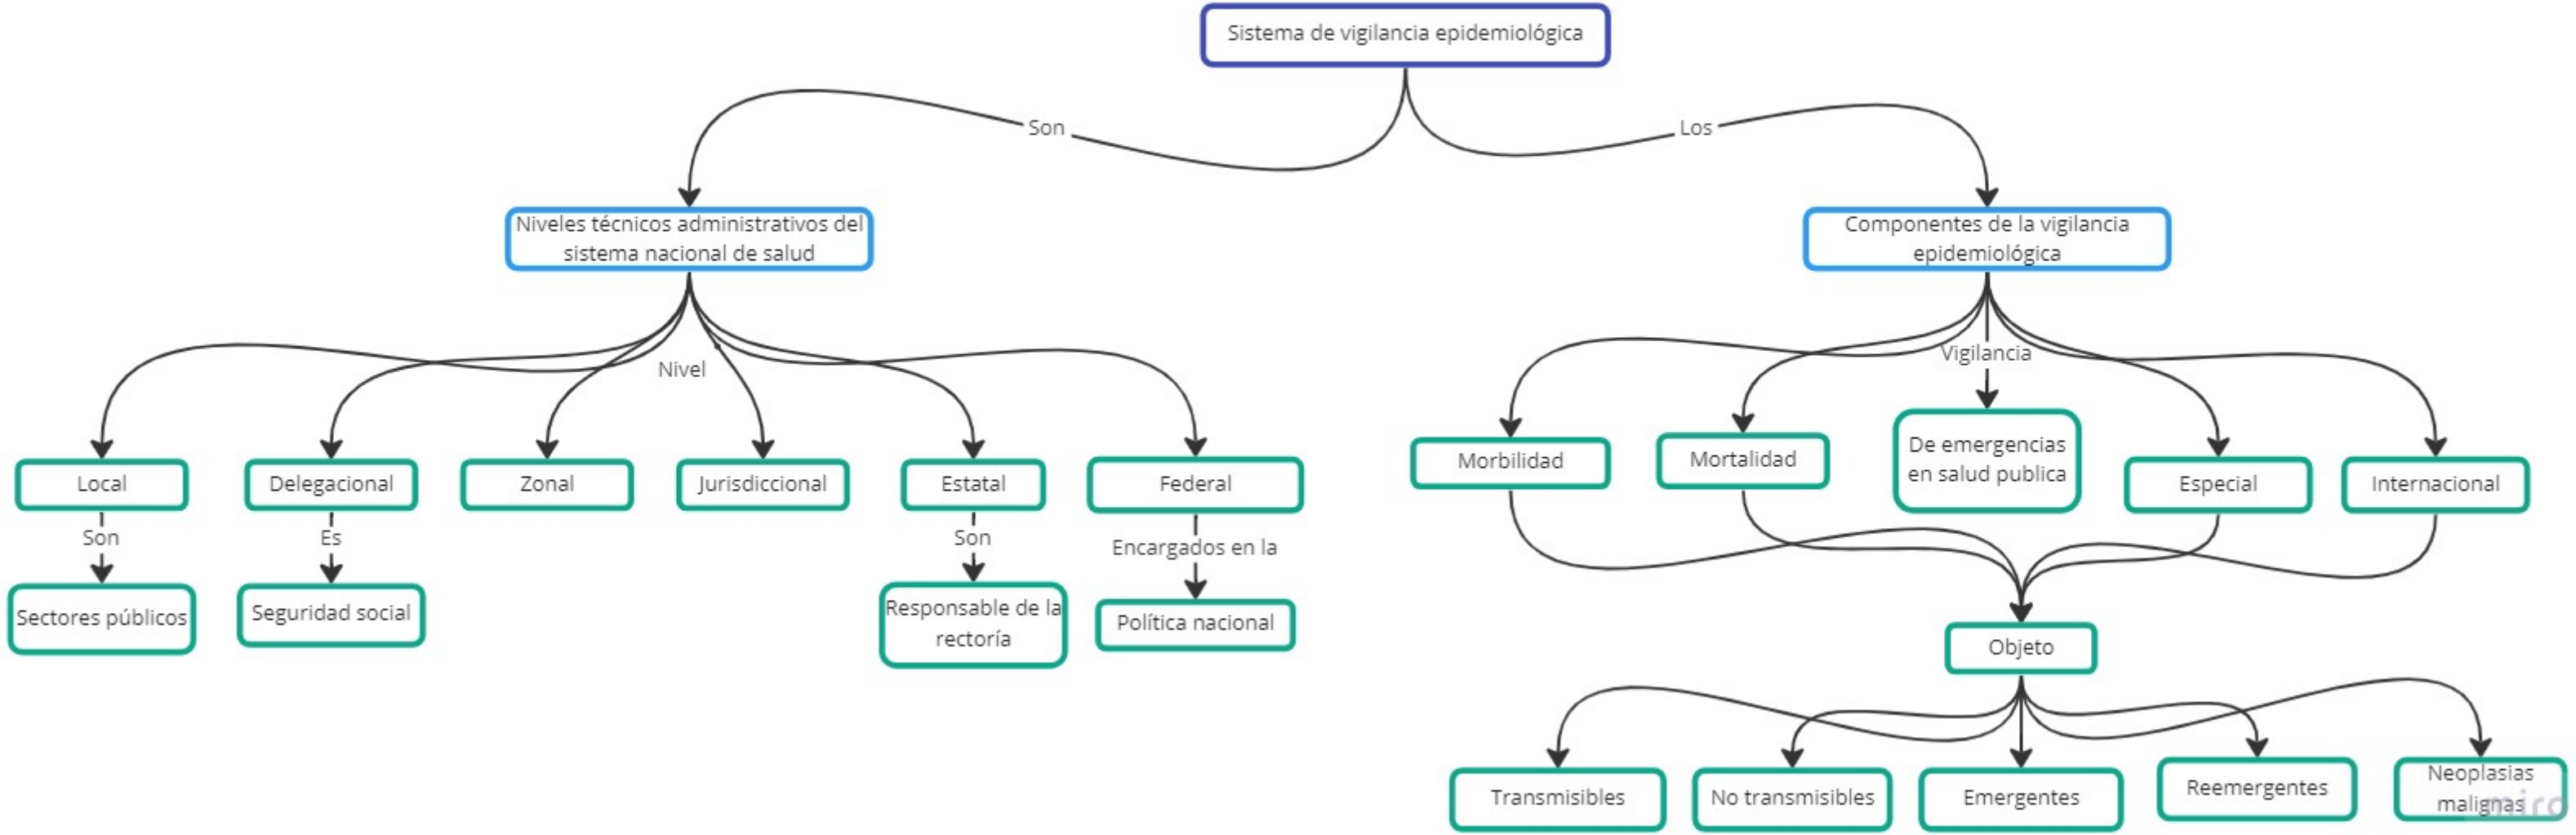 Sistema de vigilancia epidemiológica
Son
Los
Niveles técnicos administrativos del
sistema nacional de salud
Componentes de la vigilancia
epidemiológica
Nivel
Vigilancia
Local
Delegacional
Zonal
Jurisdiccional
Estatal
Federal
Morbilidad
Mortalidad
De emergencias
en salud publica
Especial
Internacional
Son
Es
Son
Encargados en la
Sectores públicos
Seguridad social
Responsable de la
rectoría
Política nacional
Objeto
Transmisibles
No transmisibles
Emergentes
Reemergentes
Neoplasias
malignas
miro